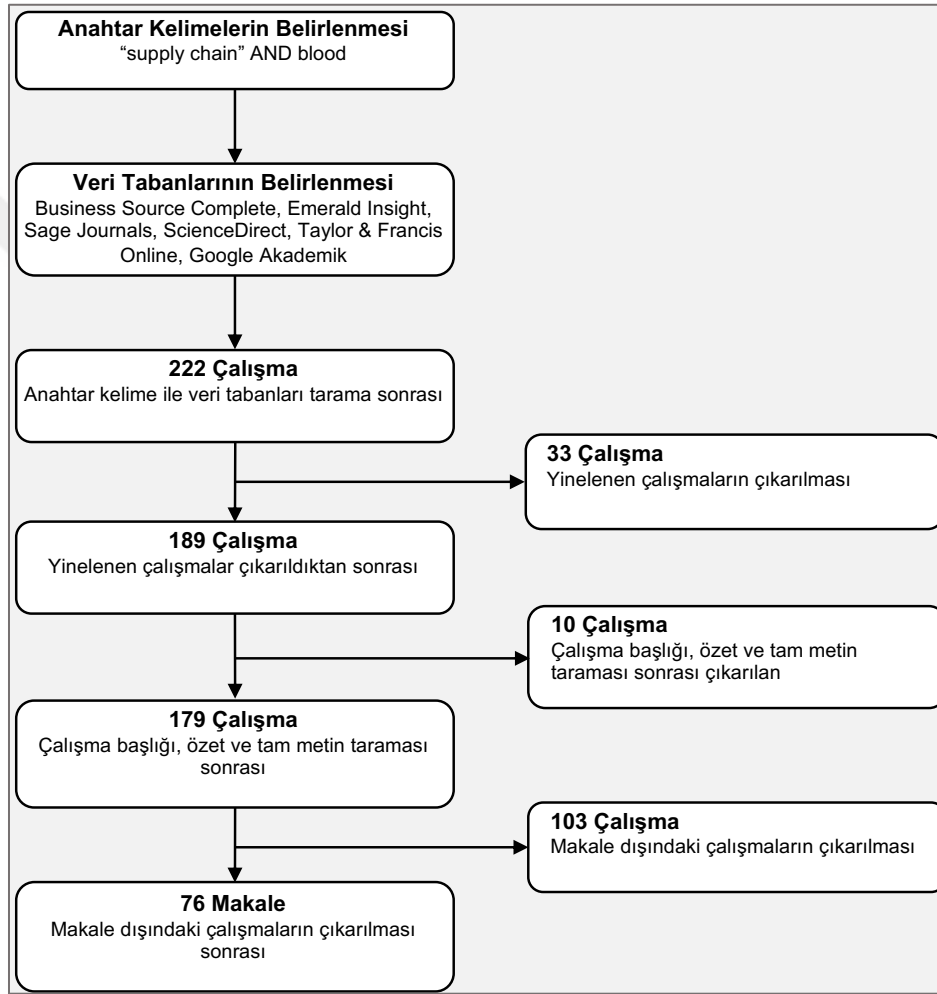 Anahtar Kelimelerin Belirlenmesi
“supply chain” AND blood
Veri Tabanlarının Belirlenmesi
Business Source Complete, Emerald Insight,
Sage Journals, ScienceDirect, Taylor & Francis
Online, Google Akademik
222 Çalışma
Anahtar kelime ile veri tabanları tarama sonrası
33 Çalışma
Yinelenen çalışmaların çıkarılması
189 Çalışma
Yinelenen çalışmalar çıkarıldıktan sonrası
10 Çalışma
Çalışma başlığı, özet ve tam metin
taraması sonrası çıkarılan
179 Çalışma
Çalışma başlığı, özet ve tam metin taraması
sonrası
103 Çalışma
Makale dışındaki çalışmaların çıkarılması
76 Makale
Makale dışındaki çalışmaların çıkarılması
sonrası